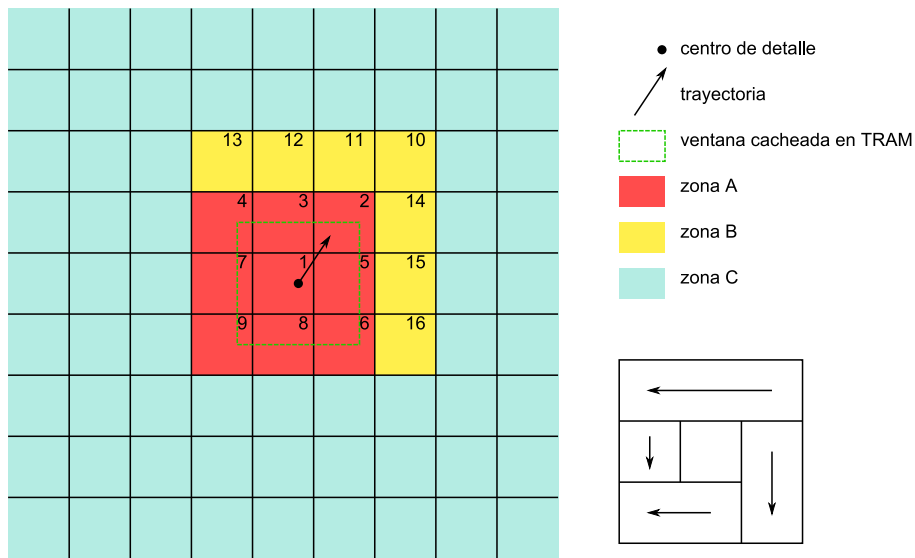 13 12 11 10
4 3 2 14
7 1 5 15
9 8 6 16
centro de detalle
trayectoria
ventana cacheada en TRAM
zona A
zona B
zona C